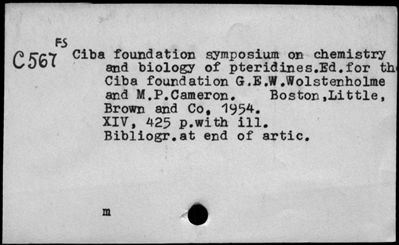 FS
C567
Ciba foundation symposium on chemistry
and biology of pteridines.Ed.for the
Ciba foundation G.E.W.Wolstenholme
and M.P.Cameron. Boston,Little,
Brown and Co, 1954.
XIV, 425 p.with ill.
Bibliogr.at end of artic.
m